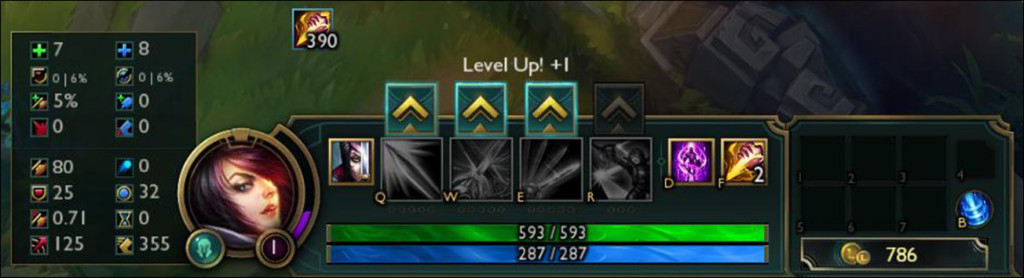 390
Level Up! +1
7 8
0 | 6% 0 | 6%
5% 0
0 0
80 0
25 32
0.71 0
125 355
1
Q W E R
D F 2
593 / 593
287 / 287
1 2 3 4
5 6 7 B
786